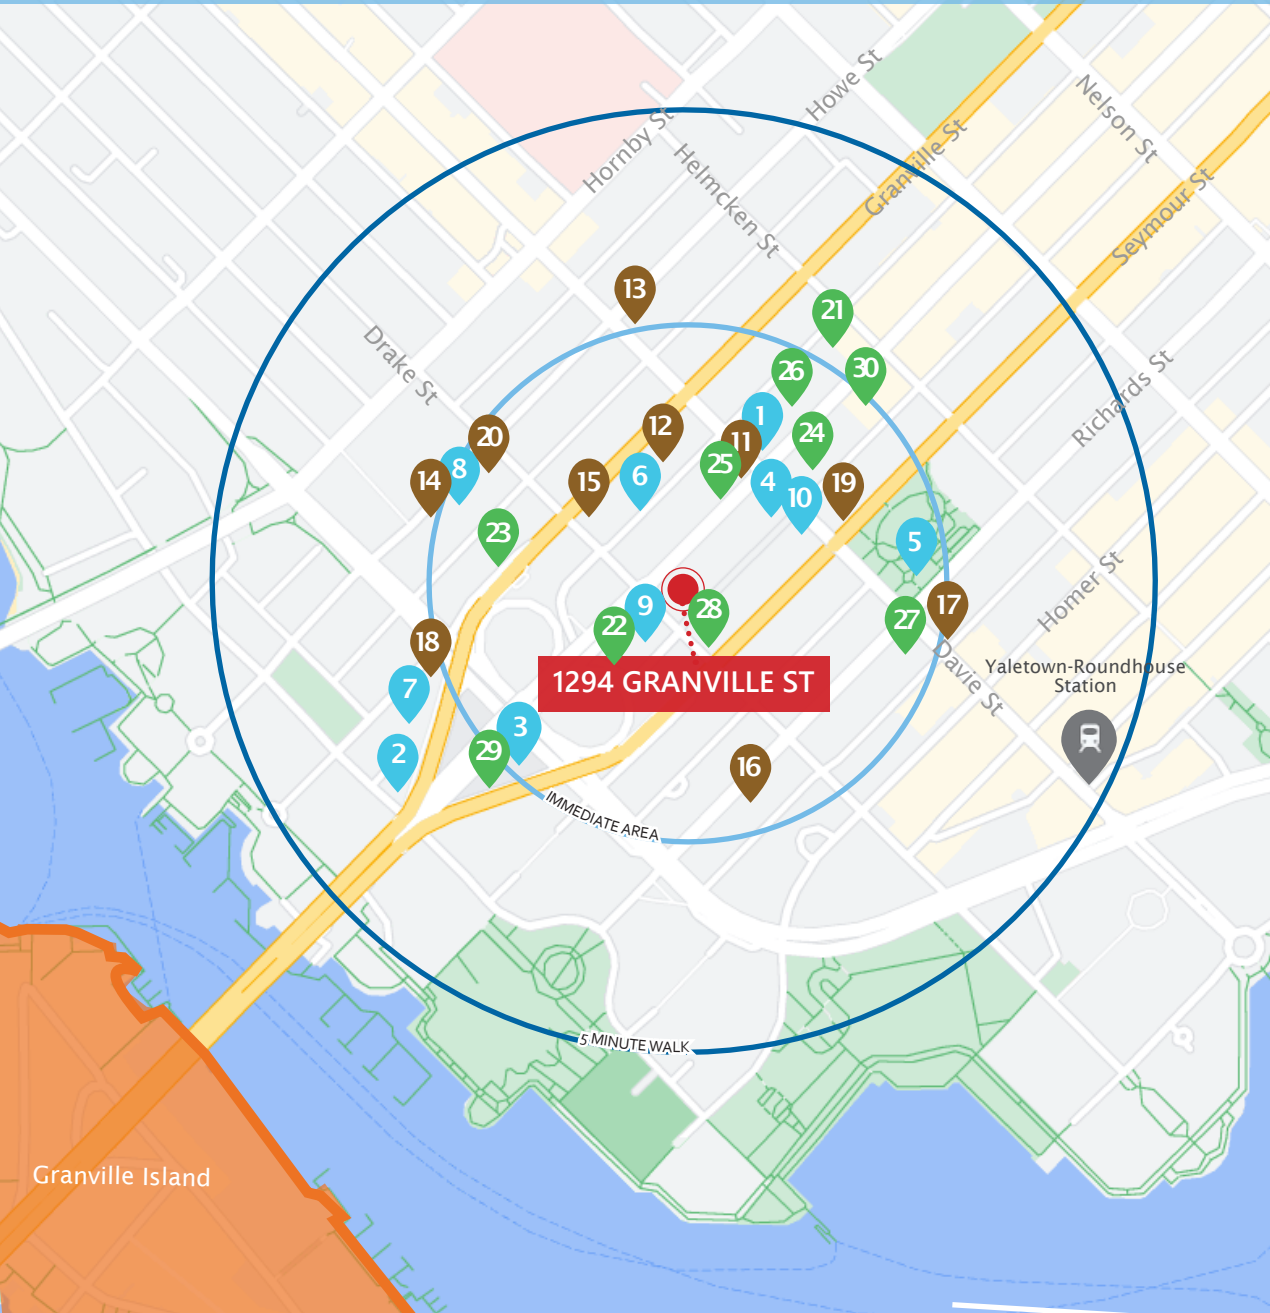 Howe St
Nelson St
Hornby St
Granville St
Helmcken St
Seymour St
13
21
Drake St
26
30
Richards St
1
12
24
20
11
25
8
6
14
15
4
19
10
23
5
Homer St
9
28
17
27
22
18
Davie St
Yaletown-Roundhouse
Station
1294 GRANVILLE ST
7
3
2
29
16
IMMEDIATE AREA
5 MINUTE WALK
Granville Island